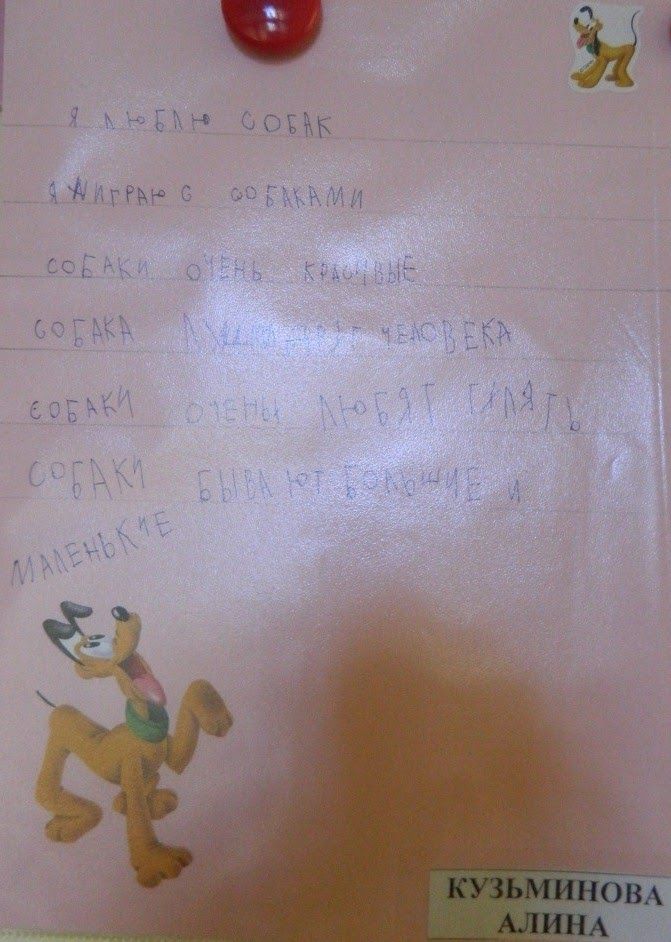 Я ЛЮБЛЮ СОБАК
Я ИГРАЮ С СОБАКАМИ
СОБАКИ ОЧЕНЬ КРАСИВЫЕ
СОБАКА ДРУГ ЧЕЛОВЕКА
СОБАКИ ОЧЕНЬ ЛЮБЯТ ГУЛЯТЬ
СОБАКИ БЫВАЮТ БОЛЬШИЕ И
МАЛЕНЬКИЕ
КУЗЬМИНОВА
АЛИНА